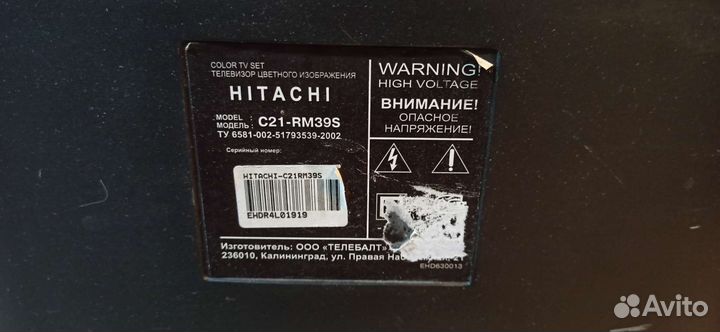 COLOR TV SET
ТЕЛЕВИЗОР ЦВЕТНОГО ИЗОБРАЖЕНИЯ
HITACHI
MODEL
МОДЕЛЬ: C21-RM39S
ТУ 6581-002-51793539-2002
Серийный номер:
HITACHI-C21RM39S
EHDR4L01919
WARNING!
HIGH VOLTAGE
ВНИМАНИЕ!
ОПАСНОЕ
НАПРЯЖЕНИЕ!
Изготовитель: ООО «ТЕЛЕБАЛТ»
236010, Калининград, ул. Правая 21
EHD630013
Avito